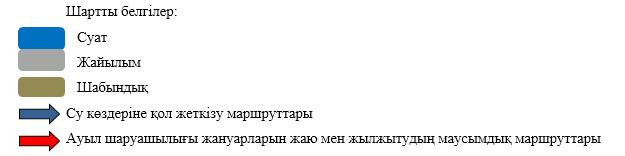 Шартты белгілер:
Суат
Жайылым
Шабындық
Су көздеріне қол жеткізу маршруттары
Ауыл шаруашылығы жануарларын жаю мен жылжытудың маусымдық маршруттары